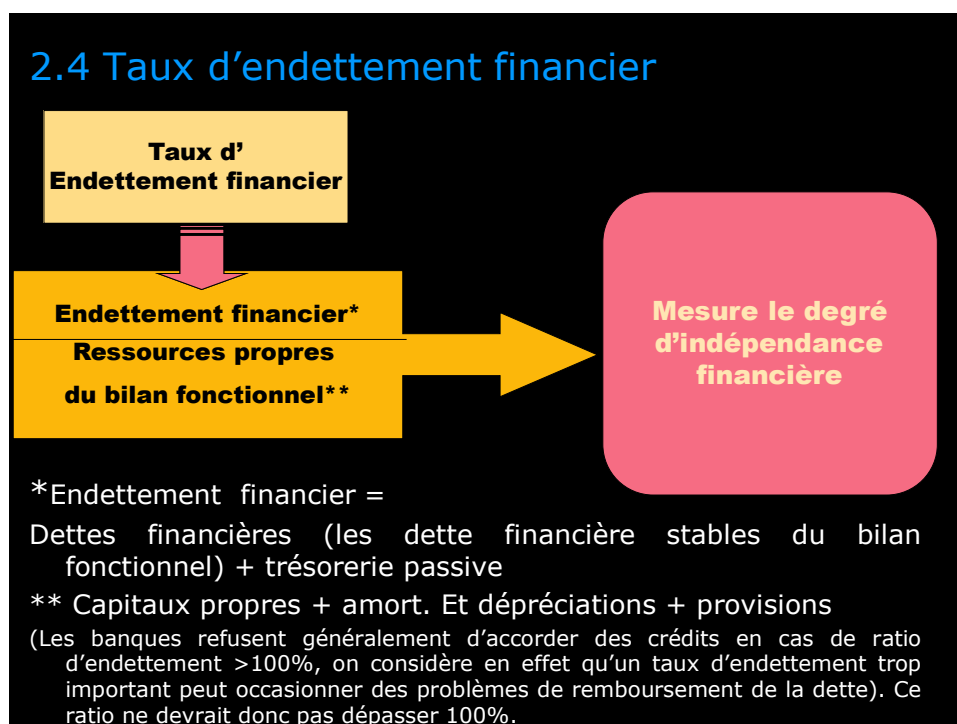 2.4 Taux d’endettement financier
Taux d’
Endettement financier
Endettement financier*
Ressources propres
du bilan fonctionnel**
Mesure le degré
d’indépendance
financière
*Endettement financier =
Dettes financières (les dette financière stables du bilan
fonctionnel) + trésorerie passive
** Capitaux propres + amort. Et dépréciations + provisions
(Les banques refusent généralement d’accorder des crédits en cas de ratio
d’endettement >100%, on considère en effet qu’un taux d’endettement trop
important peut occasionner des problèmes de remboursement de la dette). Ce
ratio ne devrait donc pas dépasser 100%.